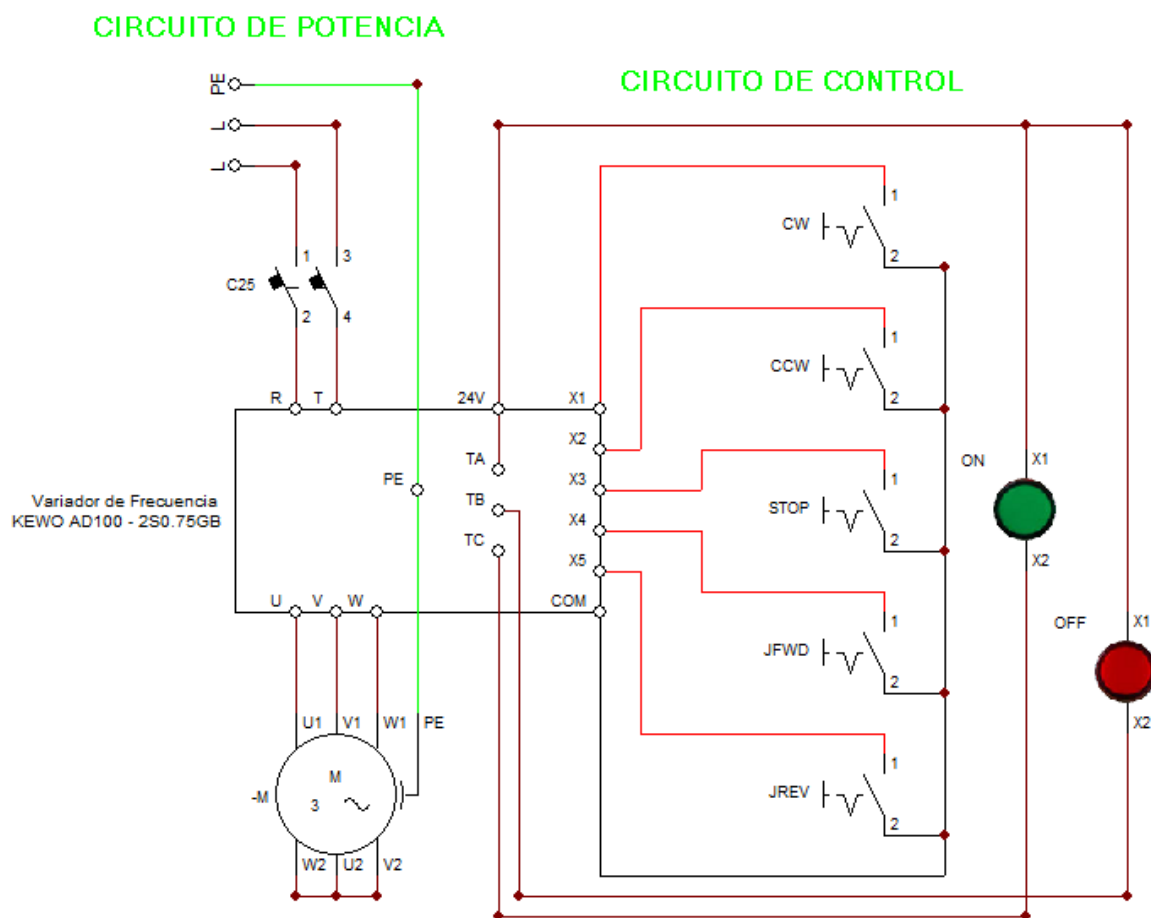 CIRCUITO DE POTENCIA
CIRCUITO DE CONTROL
PE
L
L
1
3
C25
2
4
R
T
24V
X1
X2
X3
X4
X5
COM
TA
TB
TC
PE
Variador de Frecuencia
KEWO AD100 - 2S0.75GB
U
V
W
U1
V1
W1
PE
M
3
-M
W2
U2
V2
CW
1
2
CCW
1
2
STOP
1
2
JFWD
1
2
JREV
1
2
ON
X1
X2
OFF
X1
X2